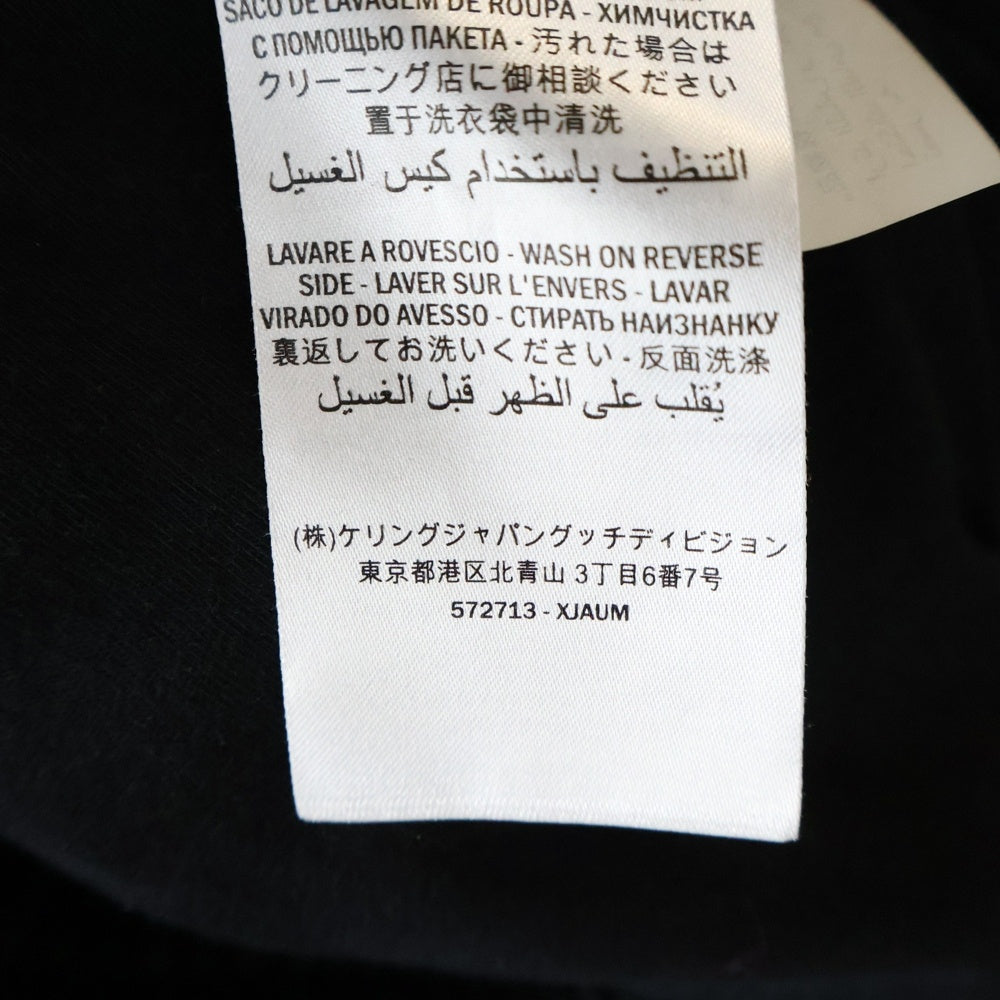 SACO DE LAVAGEM DE ROUPA - ХИМЧИСТКА
С ПОМОЩЬЮ ПАКЕТА - 汚れた場合は
クリーニング店に御相談ください
置于洗衣袋中清洗
التنظيف باستخدام كيس الغسيل
LAVARE A ROVESCIO - WASH ON REVERSE
SIDE - LAVER SUR L'ENVERS - LAVAR
VIRADO DO AVESSO - СТИРАТЬ НАИЗНАНКУ
裏返してお洗いください - 反面洗涤
يُقلب على الظهر قبل الغسيل
(株)ケリングジャパングッチディビジョン
東京都港区北青山 3丁目6番7号
572713 - XJAUM